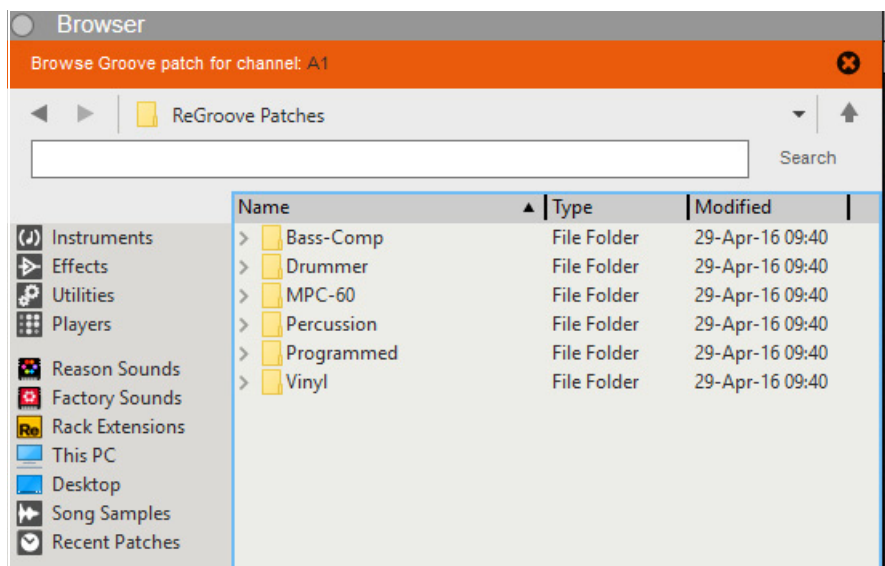 Browser
Browse Groove patch for channel: A1
ReGroove Patches
Search
Name Type Modified
Instruments
Effects
Utilities
Players
Reason Sounds
Factory Sounds
Re Rack Extensions
This PC
Desktop
Song Samples
Recent Patches
Bass-Comp File Folder 29-Apr-16 09:40
Drummer File Folder 29-Apr-16 09:40
MPC-60 File Folder 29-Apr-16 09:40
Percussion File Folder 29-Apr-16 09:40
Programmed File Folder 29-Apr-16 09:40
Vinyl File Folder 29-Apr-16 09:40